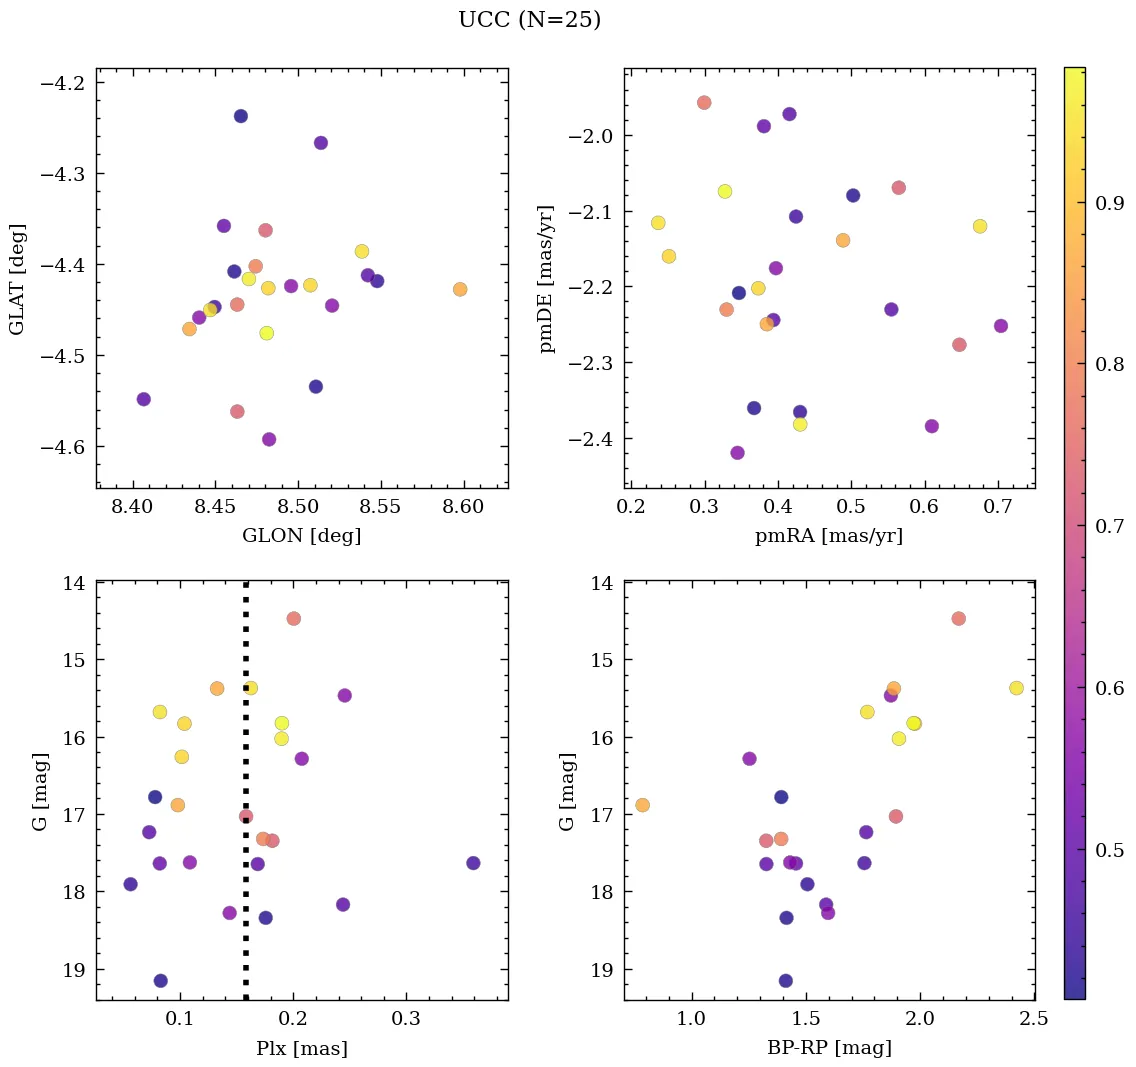 UCC (N=25)
−4.2
−4.3
−4.4
−4.5
−4.6
GLAT [deg]
8.40 8.45 8.50 8.55 8.60
GLON [deg]
−2.0
−2.1
−2.2
−2.3
−2.4
pmDE [mas/yr]
0.2 0.3 0.4 0.5 0.6 0.7
pmRA [mas/yr]
14
15
16
17
18
19
G [mag]
0.1 0.2 0.3
Plx [mas]
14
15
16
17
18
19
G [mag]
1.0 1.5 2.0 2.5
BP-RP [mag]
0.9
0.8
0.7
0.6
0.5